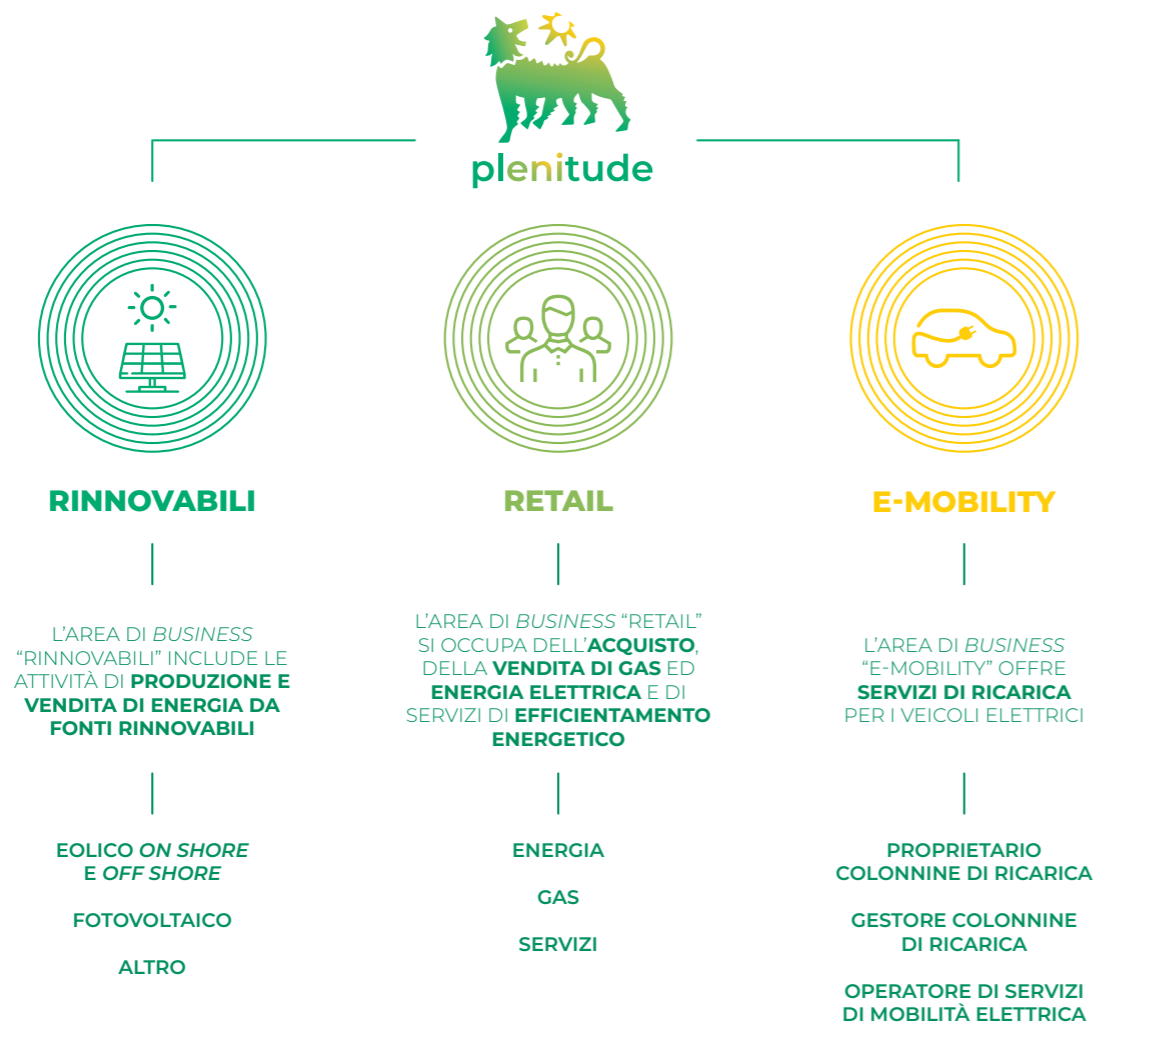 plenitude
RINNOVABILI
L'AREA DI BUSINESS
“RINNOVABILI” INCLUDE LE
ATTIVITÀ DI PRODUZIONE E
VENDITA DI ENERGIA DA
FONTI RINNOVABILI
EOLICO ON SHORE
E OFF SHORE
FOTOVOLTAICO
ALTRO
RETAIL
L'AREA DI BUSINESS “RETAIL”
SI OCCUPA DELL'ACQUISTO,
DELLA VENDITA DI GAS ED
ENERGIA ELETTRICA E DI
SERVIZI DI EFFICIENTAMENTO
ENERGETICO
ENERGIA
GAS
SERVIZI
E-MOBILITY
L'AREA DI BUSINESS
“E-MOBILITY” OFFRE
SERVIZI DI RICARICA
PER I VEICOLI ELETTRICI
PROPRIETARIO
COLONNINE DI RICARICA
GESTORE COLONNINE
DI RICARICA
OPERATORE DI SERVIZI
DI MOBILITÀ ELETTRICA